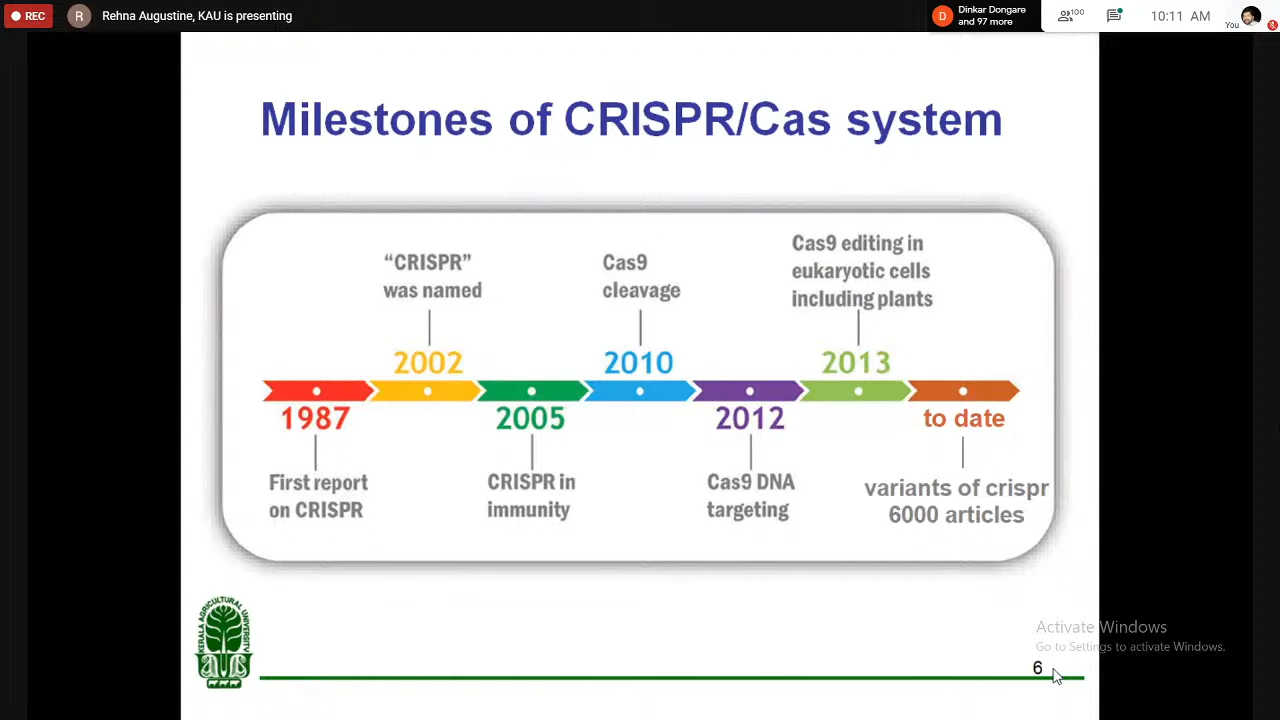 REC
R
Rehna Augustine, KAU is presenting
D
Dinkar Dongare
and 97 more
100
10:11 AM
You
Milestones of CRISPR/Cas system
“CRISPR”
was named
Cas9
cleavage
Cas9 editing in
eukaryotic cells
including plants
2002
2010
2013
1987
2005
2012
to date
First report
on CRISPR
CRISPR in
immunity
Cas9 DNA
targeting
variants of crispr
6000 articles
KERALA AGRICULTURAL UNIVERSITY
Activate Windows
Go to Settings to activate Windows.
6